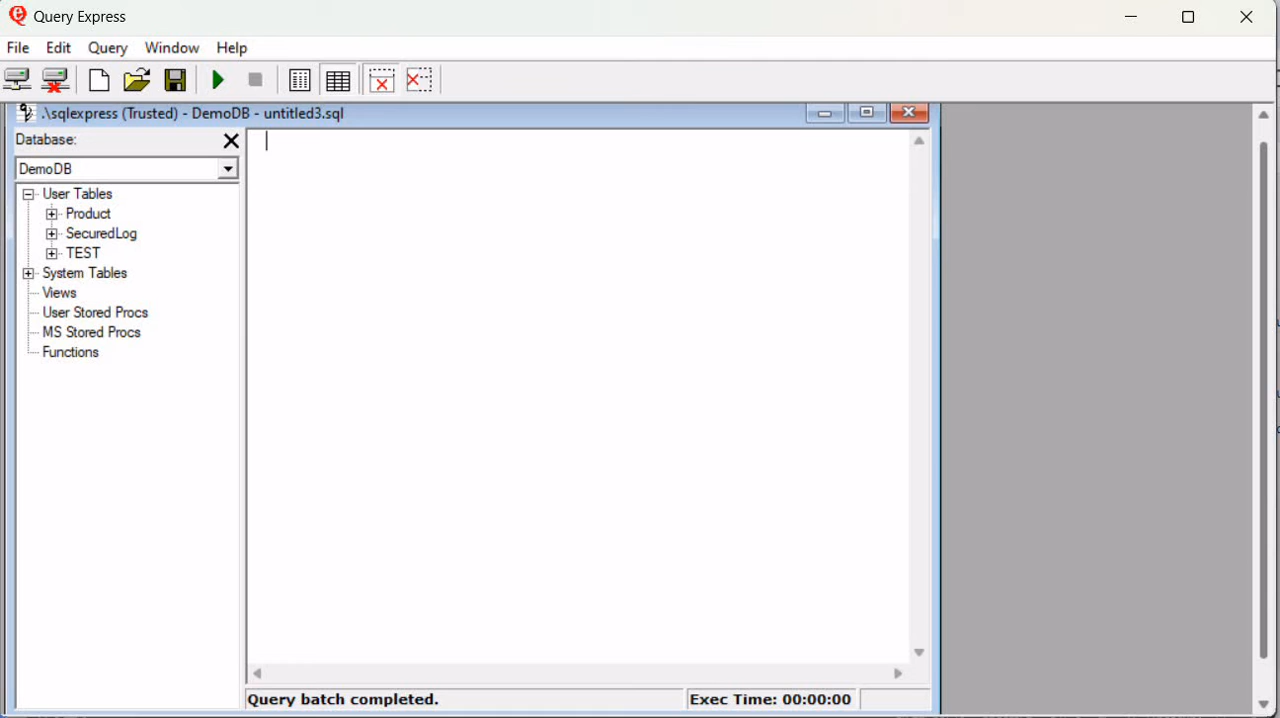 Query Express
File Edit Query Window Help
.\sqlexpress (Trusted) - DemoDB - untitled3.sql
Database:
DemoDB
User Tables
Product
SecuredLog
TEST
System Tables
Views
User Stored Procs
MS Stored Procs
Functions
Query batch completed.
Exec Time: 00:00:00